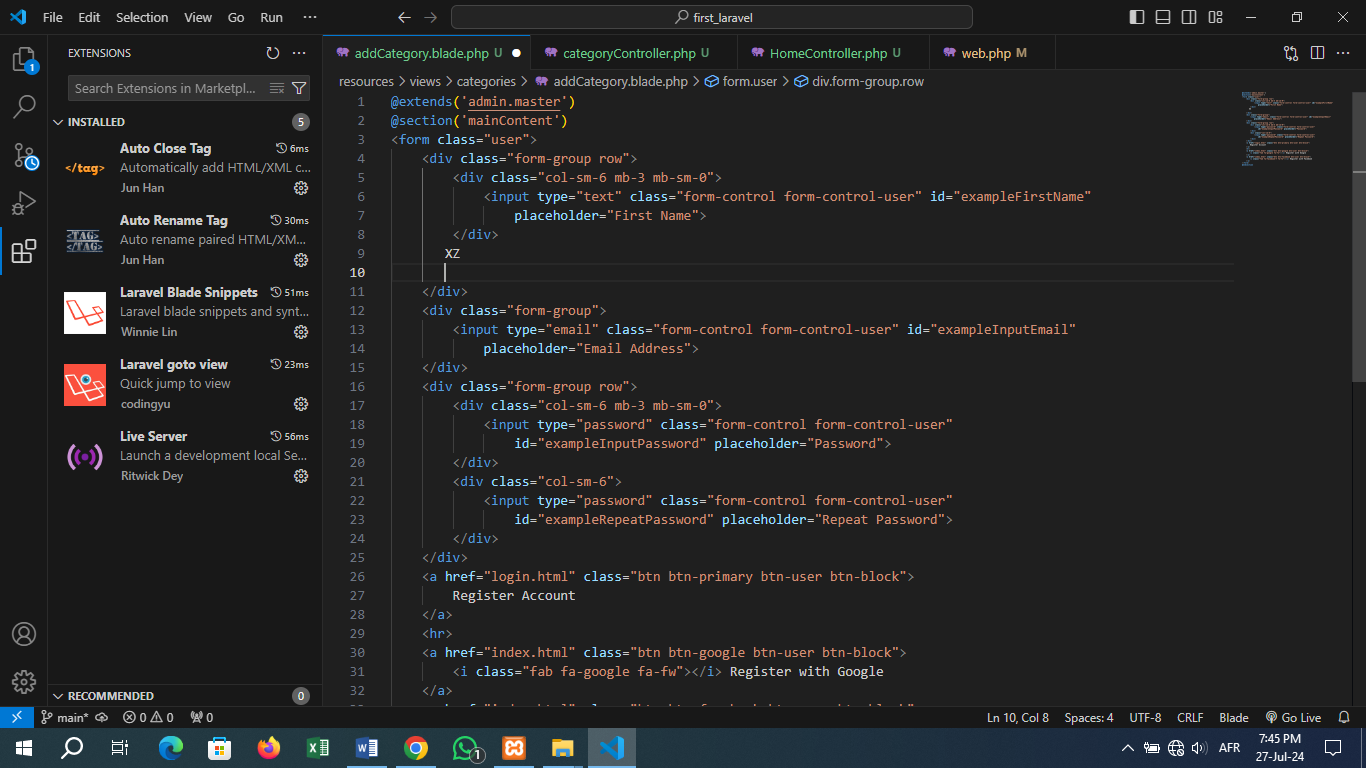 File Edit Selection View Go Run ··· first_laravel
EXTENSIONS
Search Extensions in Marketpl...
INSTALLED 5
Auto Close Tag 6ms
Automatically add HTML/XML c...
Jun Han
Auto Rename Tag 30ms
Auto rename paired HTML/XM...
Jun Han
Laravel Blade Snippets 51ms
Laravel blade snippets and synt...
Winnie Lin
Laravel goto view 23ms
Quick jump to view
codingyu
Live Server 56ms
Launch a development local Se...
Ritwick Dey
RECOMMENDED 0
addCategory.blade.php U categoryController.php U HomeController.php U web.php M
resources > views > categories > addCategory.blade.php > form.user > div.form-group.row
1 @extends('admin.master')
2 @section('mainContent')
3 <form class="user">
4 <div class="form-group row">
5 <div class="col-sm-6 mb-3 mb-sm-0">
6 <input type="text" class="form-control form-control-user" id="exampleFirstName"
7 placeholder="First Name">
8 </div>
9 XZ
10
11 </div>
12 <div class="form-group">
13 <input type="email" class="form-control form-control-user" id="exampleInputEmail"
14 placeholder="Email Address">
15 </div>
16 <div class="form-group row">
17 <div class="col-sm-6 mb-3 mb-sm-0">
18 <input type="password" class="form-control form-control-user"
19 id="exampleInputPassword" placeholder="Password">
20 </div>
21 <div class="col-sm-6">
22 <input type="password" class="form-control form-control-user"
23 id="exampleRepeatPassword" placeholder="Repeat Password">
24 </div>
25 </div>
26 <a href="login.html" class="btn btn-primary btn-user btn-block">
27 Register Account
28 </a>
29 <hr>
30 <a href="index.html" class="btn btn-google btn-user btn-block">
31 <i class="fab fa-google fa-fw"></i> Register with Google
32 </a>
main* 0 0 0 Ln 10, Col 8 Spaces: 4 UTF-8 CRLF Blade Go Live
AFR 7:45 PM
27-Jul-24